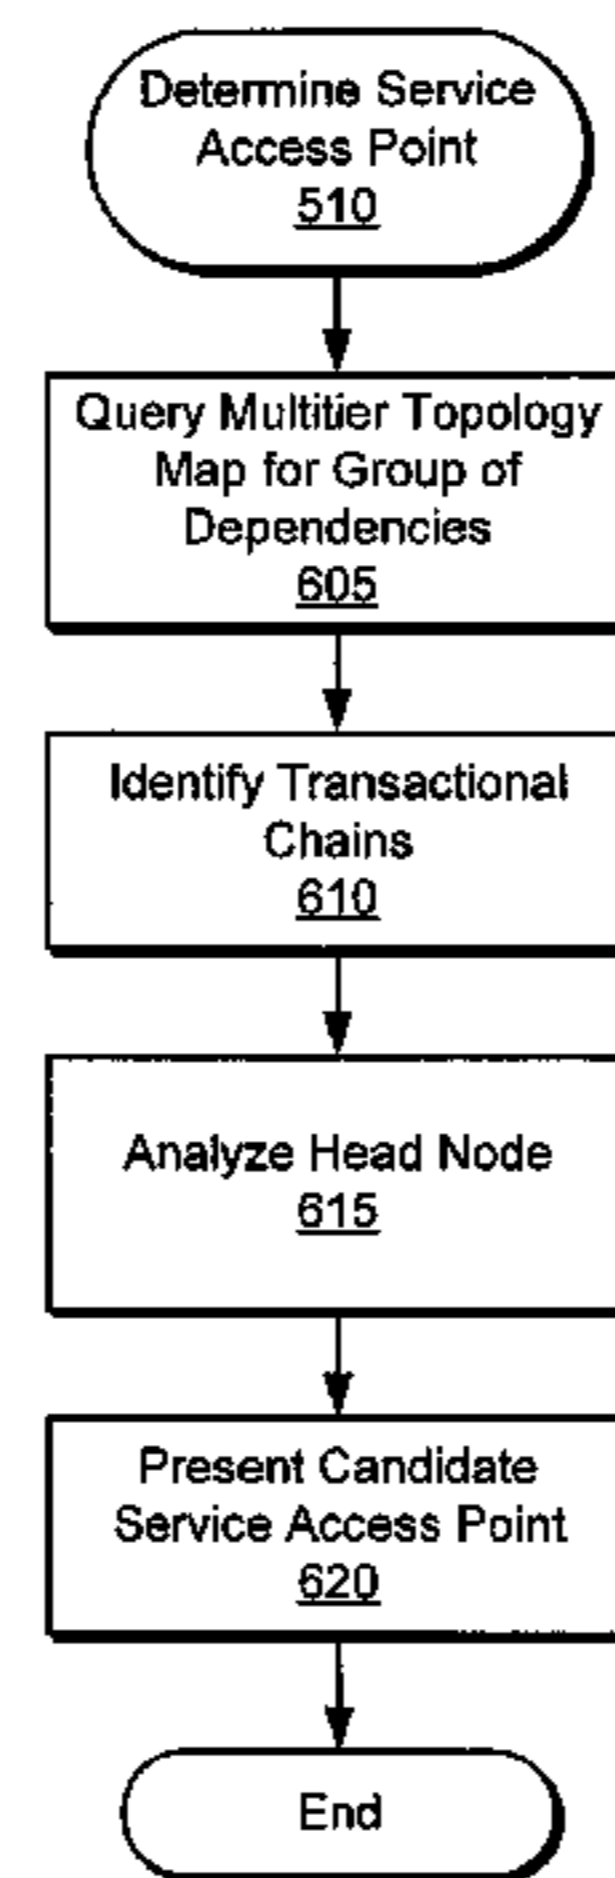 Determine Service
Access Point
510
Query Multitier Topology
Map for Group of
Dependencies
605
Identify Transactional
Chains
610
Analyze Head Node
615
Present Candidate
Service Access Point
620
End